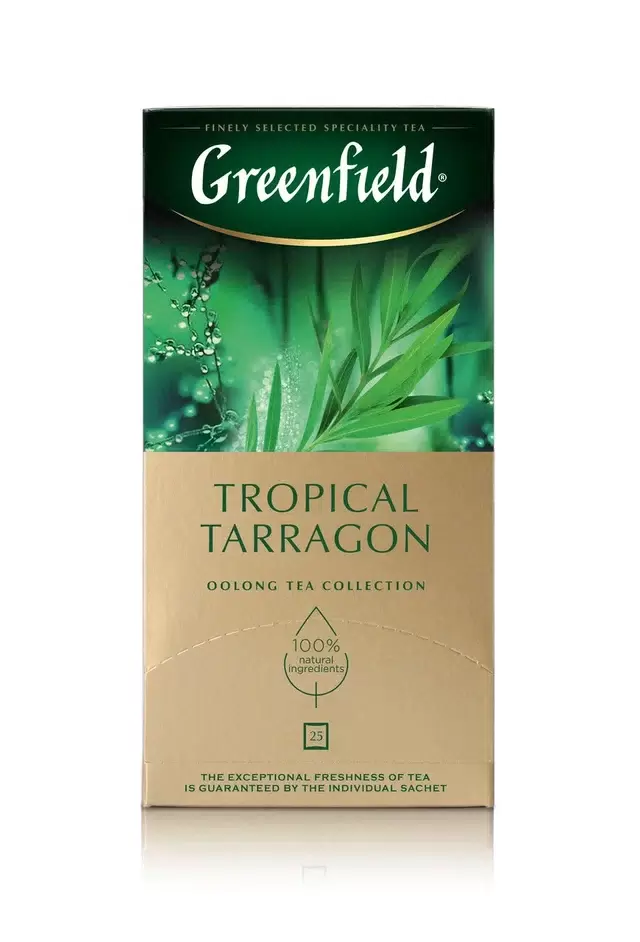 FINELY SELECTED SPECIALITY TEA
Greenfield®
TROPICAL
TARRAGON
OOLONG TEA COLLECTION
100%
natural
ingredients
25
THE EXCEPTIONAL FRESHNESS OF TEA
IS GUARANTEED BY THE INDIVIDUAL SACHET